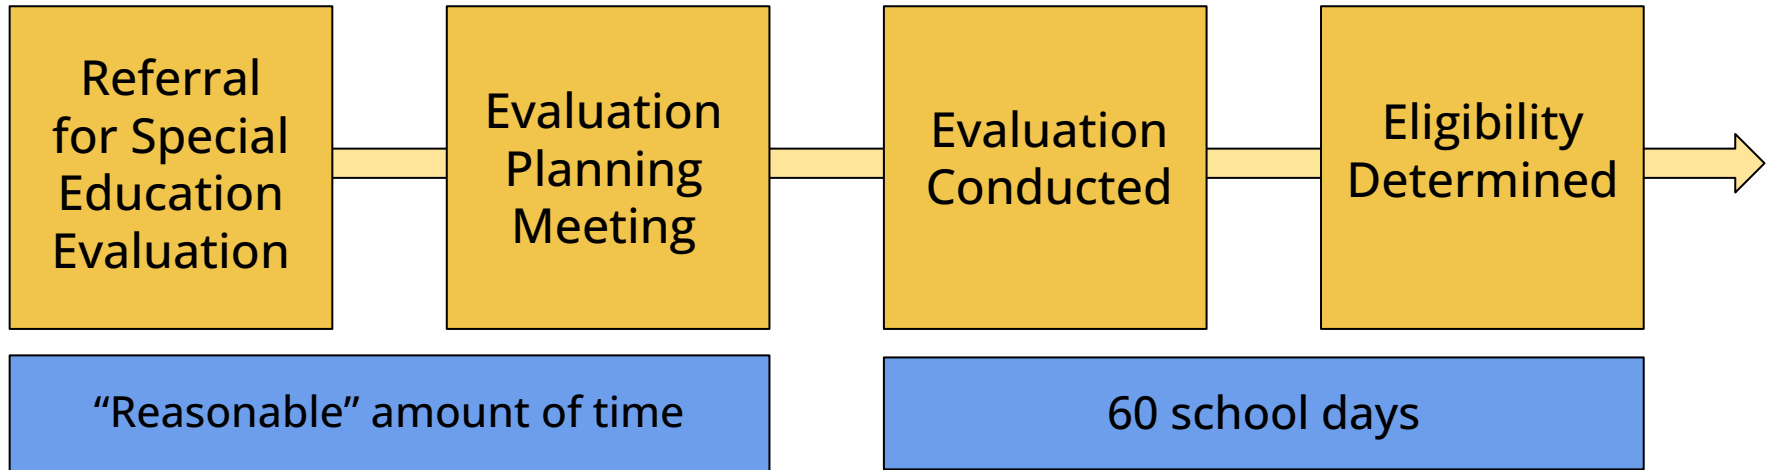 Referral
for Special
Education
Evaluation
Evaluation
Planning
Meeting
Evaluation
Conducted
Eligibility
Determined
“Reasonable” amount of time
60 school days